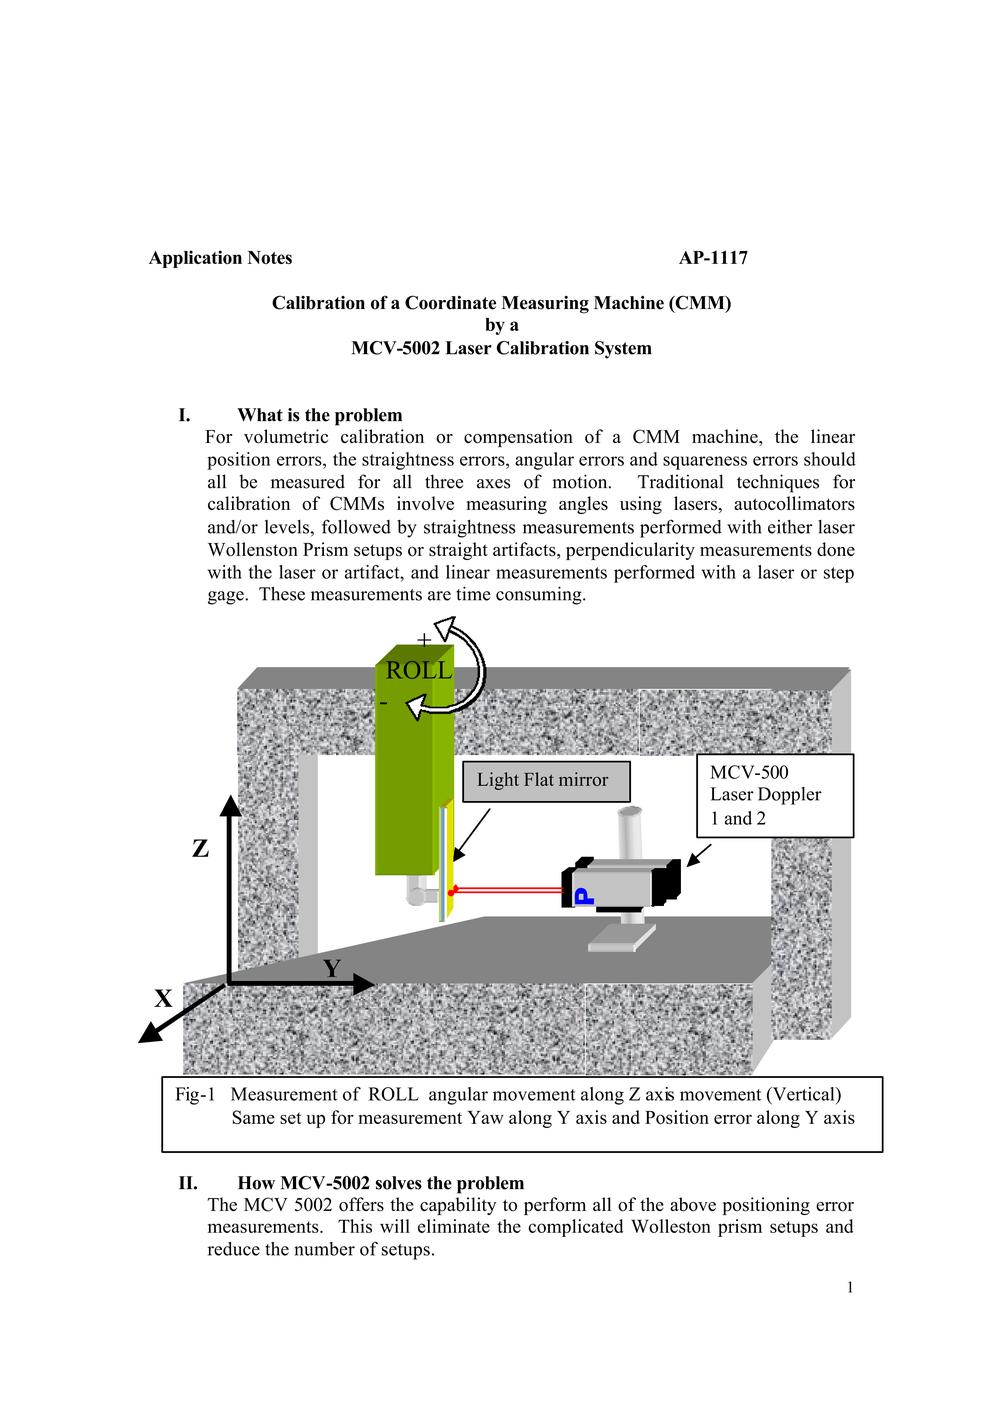 Application Notes AP-1117
Calibration of a Coordinate Measuring Machine (CMM)
by a
MCV-5002 Laser Calibration System
I. What is the problem
For volumetric calibration or compensation of a CMM machine, the linear
position errors, the straightness errors, angular errors and squareness errors should
all be measured for all three axes of motion. Traditional techniques for
calibration of CMMs involve measuring angles using lasers, autocollimators
and/or levels, followed by straightness measurements performed with either laser
Wollenston Prism setups or straight artifacts, perpendicularity measurements done
with the laser or artifact, and linear measurements performed with a laser or step
gage. These measurements are time consuming.
+
ROLL
-
Light Flat mirror
MCV-500
Laser Doppler
1 and 2
Z
P
Y
X
Fig-1 Measurement of ROLL angular movement along Z axis movement (Vertical)
Same set up for measurement Yaw along Y axis and Position error along Y axis
II. How MCV-5002 solves the problem
The MCV 5002 offers the capability to perform all of the above positioning error
measurements. This will eliminate the complicated Wolleston prism setups and
reduce the number of setups.
1